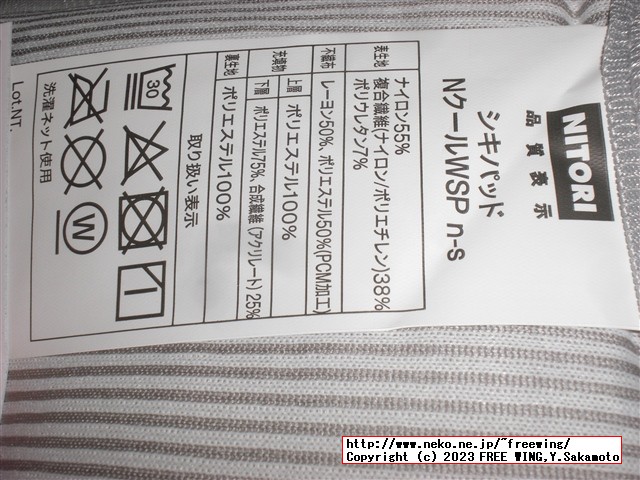 NITORI
品質表示
シキパッド
NクールWSP n-s
表生地
ナイロン55%
複合繊維(ナイロン/ポリエチレン)38%
ポリウレタン7%
不織布
レーヨン50%、ポリエステル50%(PCM加工)
充填物
上層
ポリエステル100%
下層
ポリエステル75%、合成繊維(アクリレート)25%
裏生地
ポリエステル100%
取り扱い表示
30
W
洗濯ネット使用
Lot.NT.
http://www.neko.ne.jp/~freewing/
Copyright (c) 2023 FREE WING,Y.Sakamoto